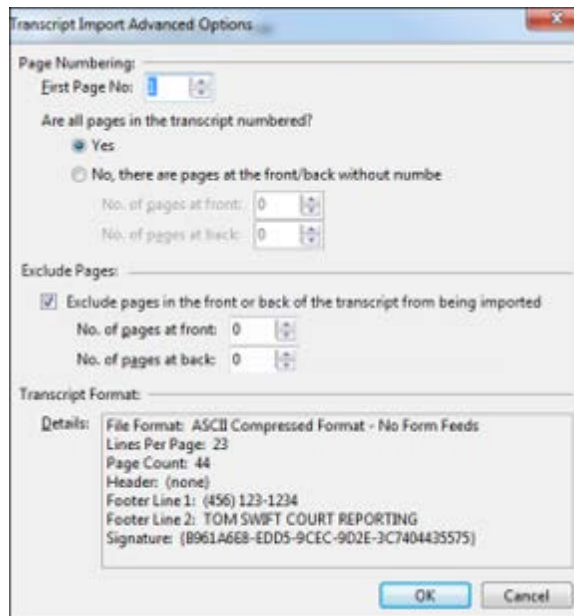 Transcript Import Advanced Options
Page Numbering:
First Page No: 1
Are all pages in the transcript numbered?
Yes
No, there are pages at the front/back without numbe
No. of pages at front: 0
No. of pages at back: 0
Exclude Pages:
Exclude pages in the front or back of the transcript from being imported
No. of pages at front: 0
No. of pages at back: 0
Transcript Format:
Details: File Format: ASCII Compressed Format - No Form Feeds
Lines Per Page: 23
Page Count: 44
Header: (none)
Footer Line 1: (456) 123-1234
Footer Line 2: TOM SWIFT COURT REPORTING
Signature: {B961A6E8-EDD5-9CEC-9D2E-3C7404435575}
OK Cancel